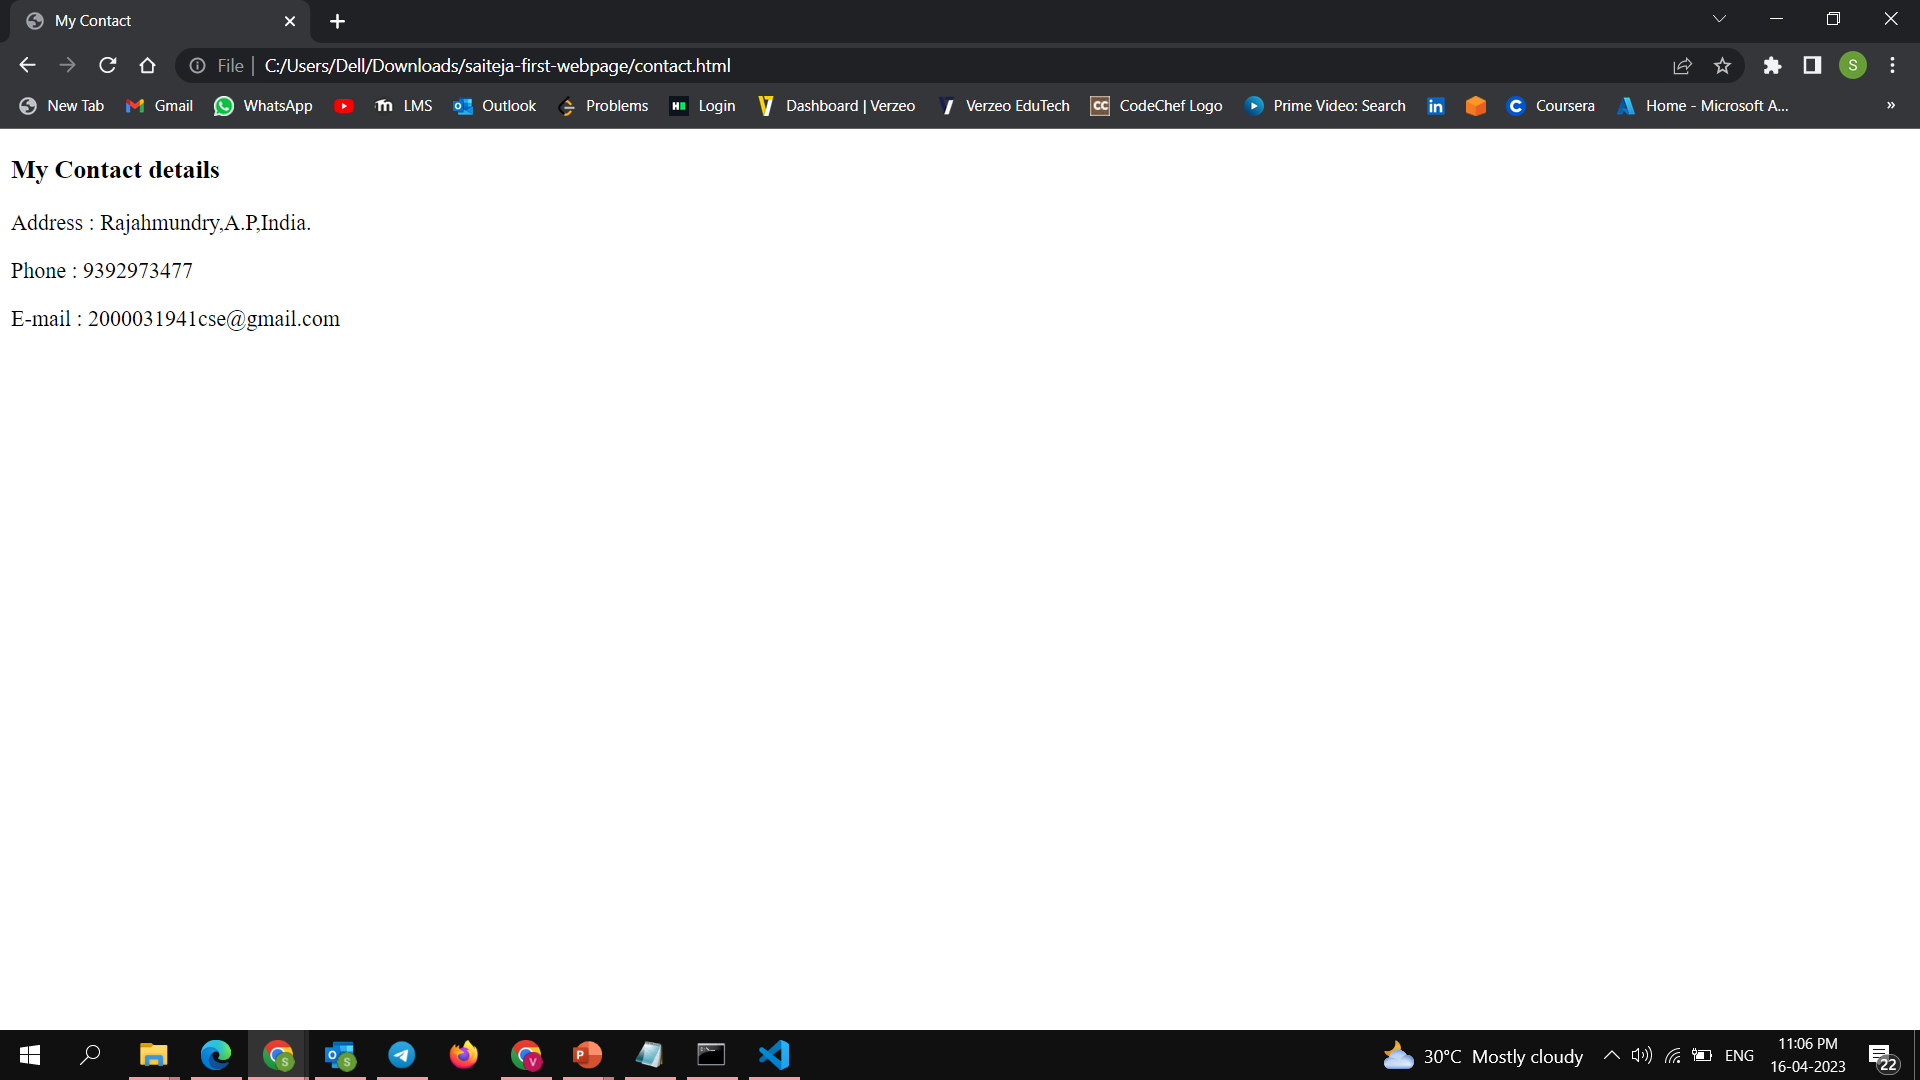 My Contact
File | C:/Users/Dell/Downloads/saiteja-first-webpage/contact.html
S
New Tab Gmail WhatsApp LMS Outlook Problems Login Dashboard | Verzeo Verzeo EduTech CodeChef Logo Prime Video: Search Coursera Home - Microsoft A... »
My Contact details
Address : Rajahmundry,A.P,India.
Phone : 9392973477
E-mail : 2000031941cse@gmail.com
30°C Mostly cloudy ENG
11:06 PM
16-04-2023
22